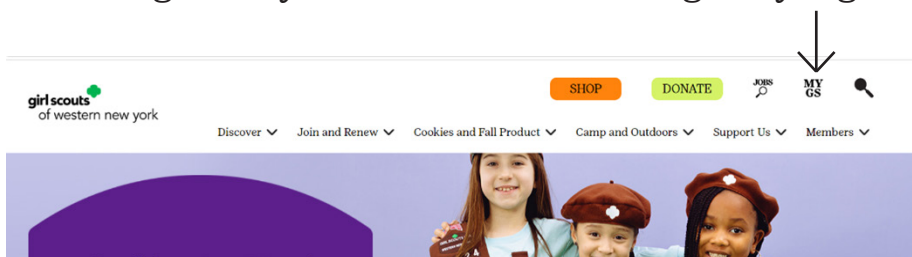 SHOP
DONATE
JOBS
MY
GS
girl scouts
of western new york
Discover Join and Renew Cookies and Fall Product Camp and Outdoors Support Us Members